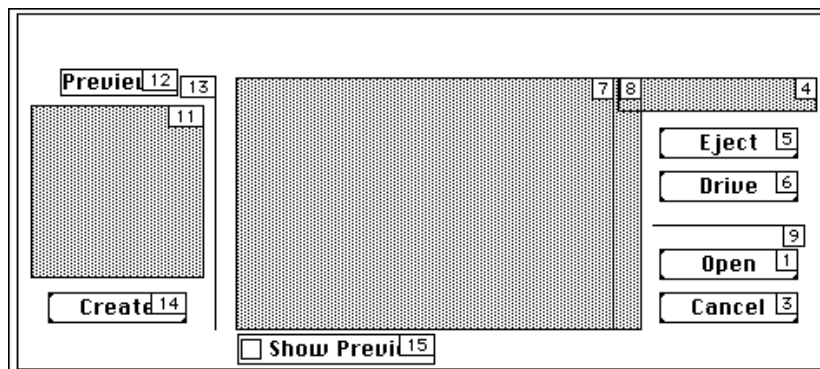 Preview 12 13
7 8 4
11
Eject 5
Drive 6
9
Open 1
Create 14
Cancel 3
Show Previ 15